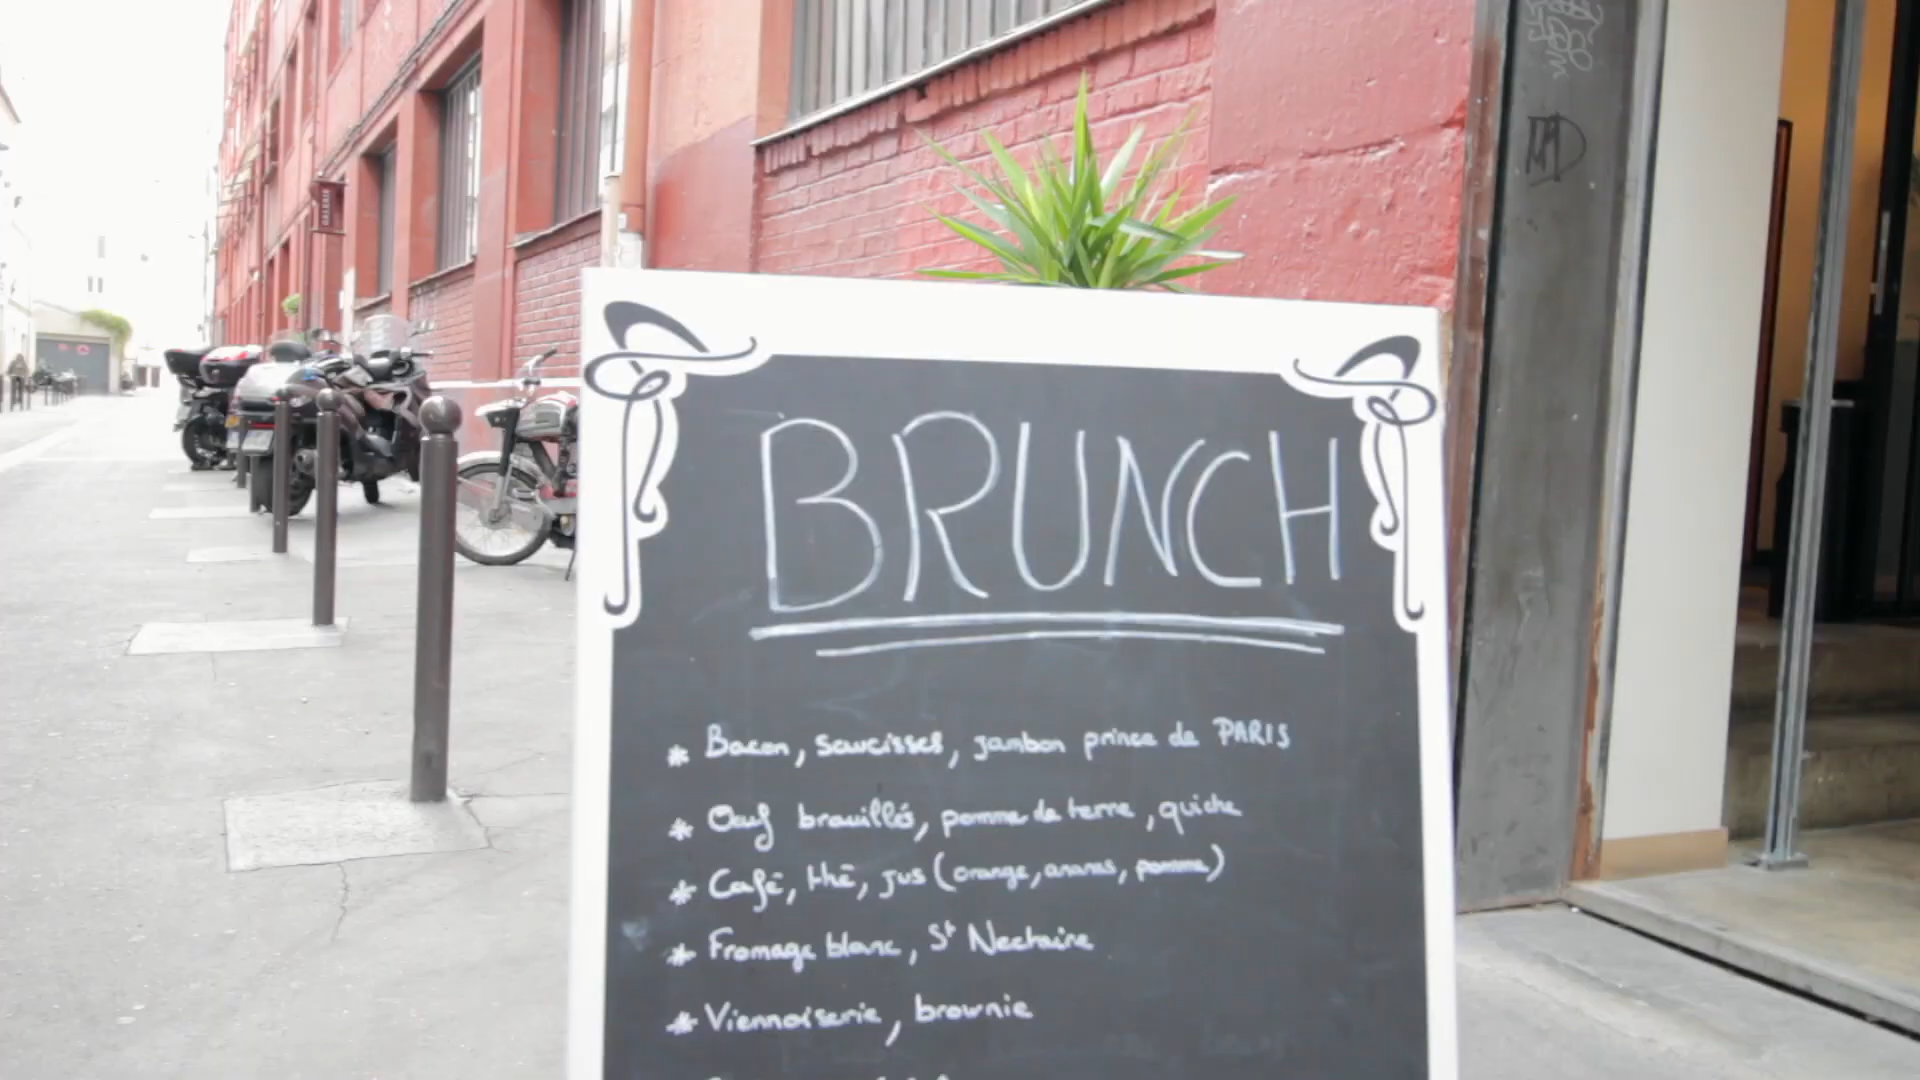 GALERIE
BRUNCH
* Bacon, saucisses, jambon prince de PARIS
* Oeuf brouillés, pomme de terre, quiche
* Café, thé, jus (orange, ananas, pomme)
* Fromage blanc, St Nectaire
* Viennoiserie, brownie